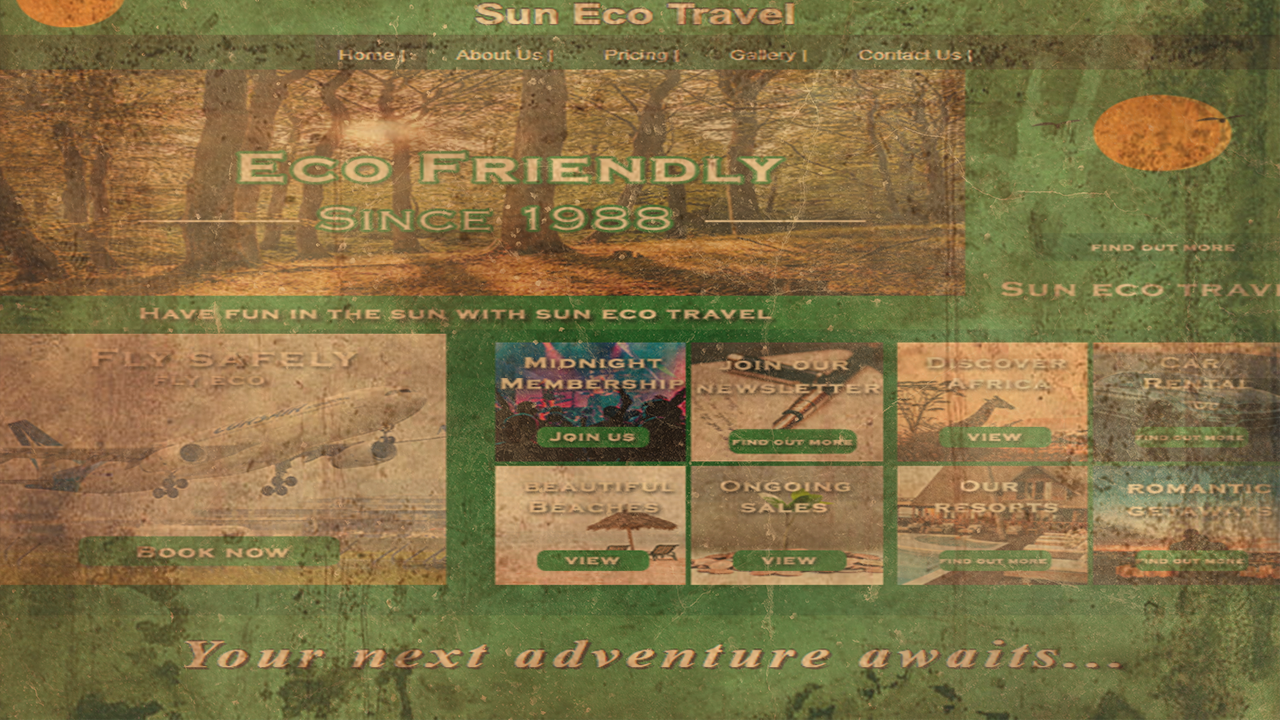 Sun Eco Travel
Home | About Us | Pricing | Gallery | Contact Us |
Eco Friendly
Since 1988
Find out more
Sun eco trave
Have fun in the sun with sun eco travel
Fly safely
Fly eco
Book now
Midnight
Membership
Join us
Join our
newsletter
Find out more
Discover
Africa
View
Car
Rental
Find out more
Beautiful
Beaches
View
Ongoing
sales
View
Our
resorts
Find out more
Romantic
getaways
Find out more
Your next adventure awaits...